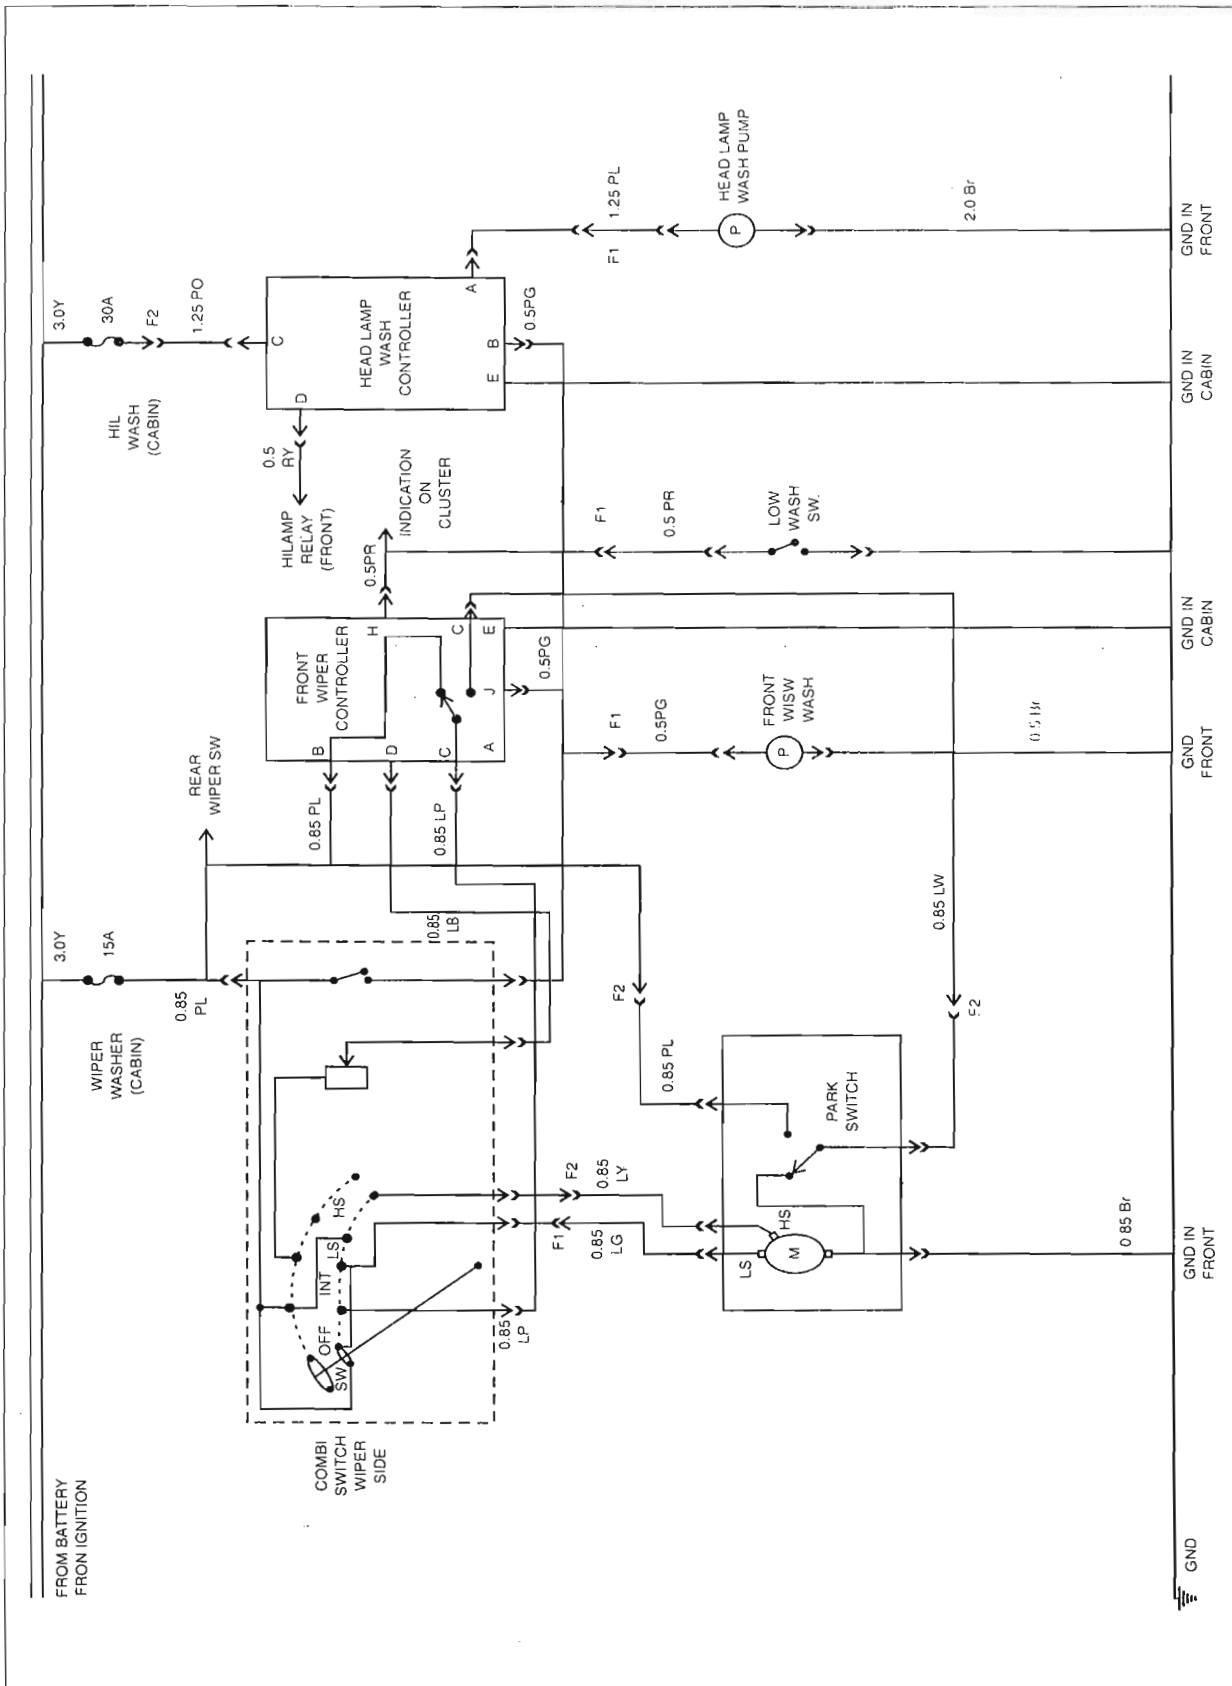 FROM BATTERY
FRON IGNITION
3.0Y
15A
WIPER
WASHER
(CABIN)
0.85
PL
REAR
WIPER SW
3.0Y
30A
F2
1.25 PO
HIL
WASH
(CABIN)
COMBI
SWITCH
WIPER
SIDE
SW
OFF
INT
LS
HS
0.85
LP
0.85
LB
0.85 PL
0.85 LP
FRONT
WIPER
CONTROLLER
B
D
C
A
H
C
E
J
0.5PR
INDICATION
ON
CLUSTER
0.5
RY
HILAMP
RELAY
(FRONT)
HEAD LAMP
WASH
CONTROLLER
D
C
E
B
A
0.5PG
0.5PG
F1
0.85
LG
F2
0.85
LY
0.85 PL
F2
F1
0.5PG
F1
0.5 PR
F1
1.25 PL
LS
HS
M
PARK
SWITCH
FRONT
WISW
WASH
P
LOW
WASH
SW.
HEAD LAMP
WASH PUMP
P
0.85 LW
F2
0 85 Br
0.5 Br
2.0 Br
GND
GND IN
FRONT
GND
FRONT
GND IN
CABIN
GND IN
CABIN
GND IN
FRONT